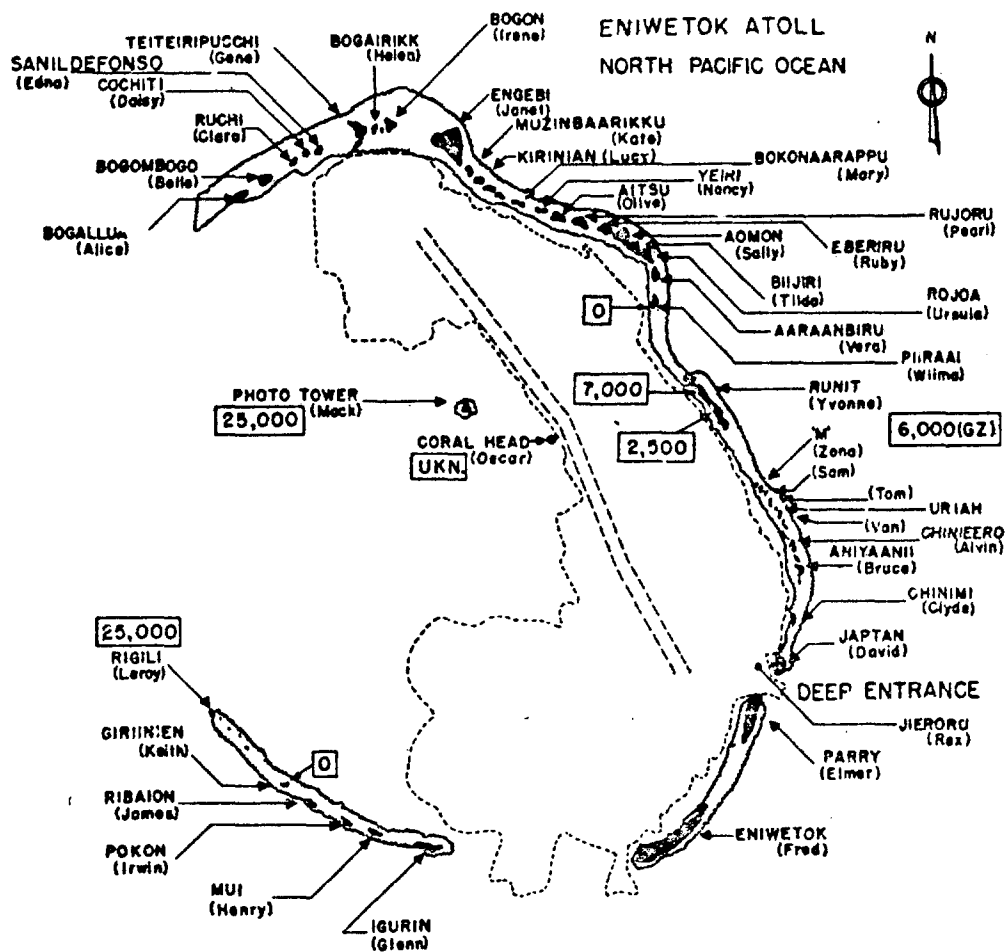 ENIWETOK ATOLL
NORTH PACIFIC OCEAN
N
BOGON
(Irene)
BOGAIRIKK
(Helen)
TEITEIRIPUCCHI
(Gene)
SANILDEFONSO
(Edna)
COCHITI
(Daisy)
RUCHI
(Clara)
BOGOMBOGO
(Belle)
BOGALLUA
(Alice)
ENGEBI
(Janet)
MUZINBAARIKKU
(Kate)
KIRINIAN (Lucy)
BOKONAARAPPU
(Mary)
YEIRI
(Nancy)
AITSU
(Olive)
RUJORU
(Pearl)
EBERIRU
(Ruby)
AOMON
(Sally)
BIIJIRI
(Tilda)
ROJOA
(Ursula)
AARAANBIRU
(Vera)
PIIRAAI
(Wilma)
0
RUNIT
(Yvonne)
7,000
2,500
6,000(GZ)
PHOTO TOWER
(Mack)
25,000
CORAL HEAD
(Oscar)
UKN.
'M'
(Zona)
(Sam)
(Tom)
URIAH
(Van)
CHINIEERO
(Alvin)
ANIYAANII
(Bruce)
CHINIMI
(Clyde)
JAPTAN
(David)
DEEP ENTRANCE
JIERORU
(Rex)
PARRY
(Elmer)
ENIWETOK
(Fred)
25,000
RIGILI
(Leroy)
GIRIINIEN
(Keith)
0
RIBAION
(James)
POKON
(Irwin)
MUI
(Henry)
IGURIN
(Glenn)